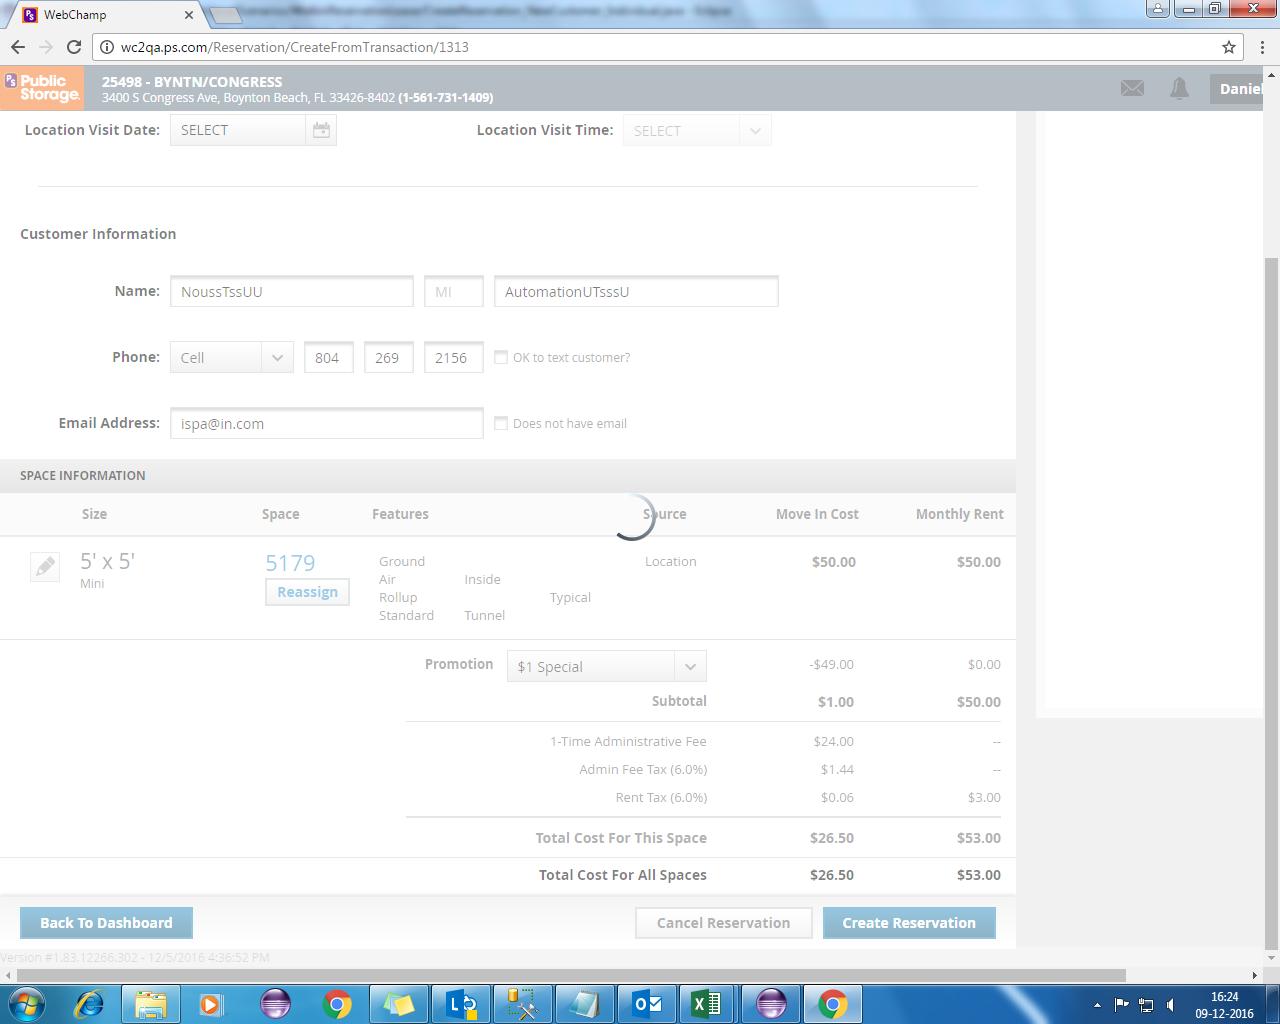 WebChamp
wc2qa.ps.com/Reservation/CreateFromTransaction/1313
PS Public Storage.
25498 - BYNTN/CONGRESS
3400 S Congress Ave, Boynton Beach, FL 33426-8402 (1-561-731-1409)
Daniel
Location Visit Date: SELECT Location Visit Time: SELECT
Customer Information
Name: NoussTssUU MI AutomationUTsssU
Phone: Cell 804 269 2156 OK to text customer?
Email Address: ispa@in.com Does not have email
SPACE INFORMATION
Size Space Features Source Move In Cost Monthly Rent
5' x 5' 5179 Ground Location $50.00 $50.00
Mini Reassign Air Inside
Rollup Typical
Standard Tunnel
Promotion $1 Special -$49.00 $0.00
Subtotal $1.00 $50.00
1-Time Administrative Fee $24.00 --
Admin Fee Tax (6.0%) $1.44 --
Rent Tax (6.0%) $0.06 $3.00
Total Cost For This Space $26.50 $53.00
Total Cost For All Spaces $26.50 $53.00
Back To Dashboard Cancel Reservation Create Reservation
Version #1.83.12266.302 - 12/5/2016 4:36:52 PM
16:24
09-12-2016